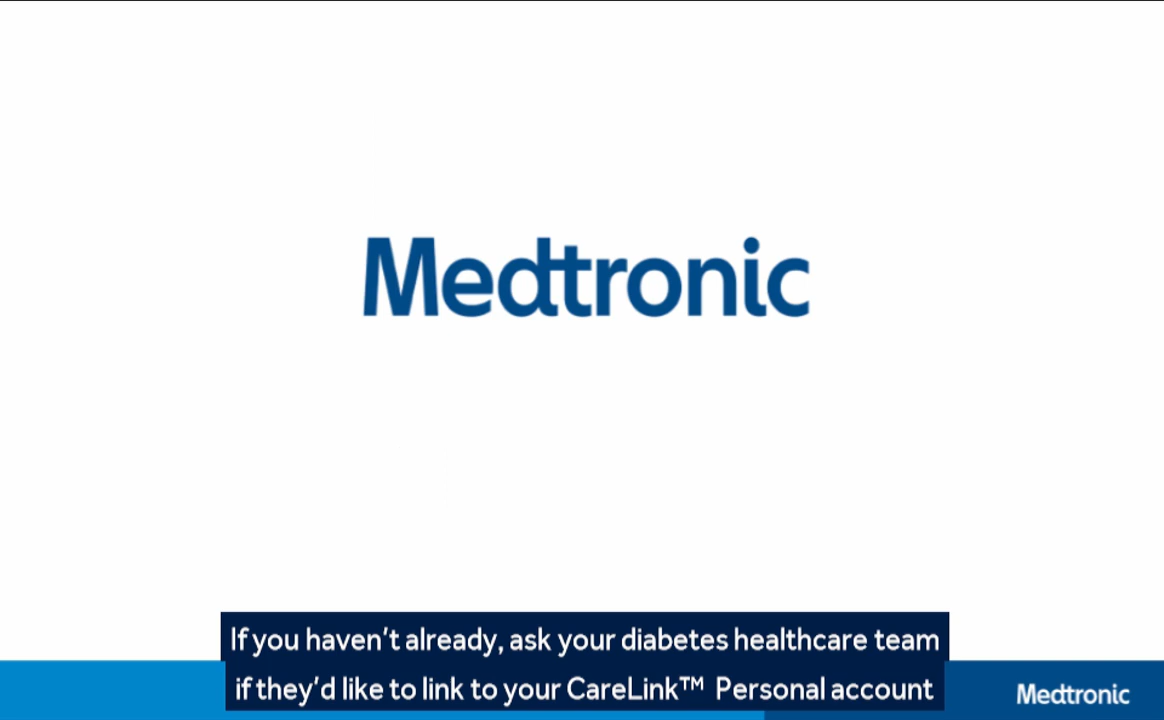 Medtronic
If you haven't already, ask your diabetes healthcare team
if they'd like to link to your CareLink™ Personal account
Medtronic